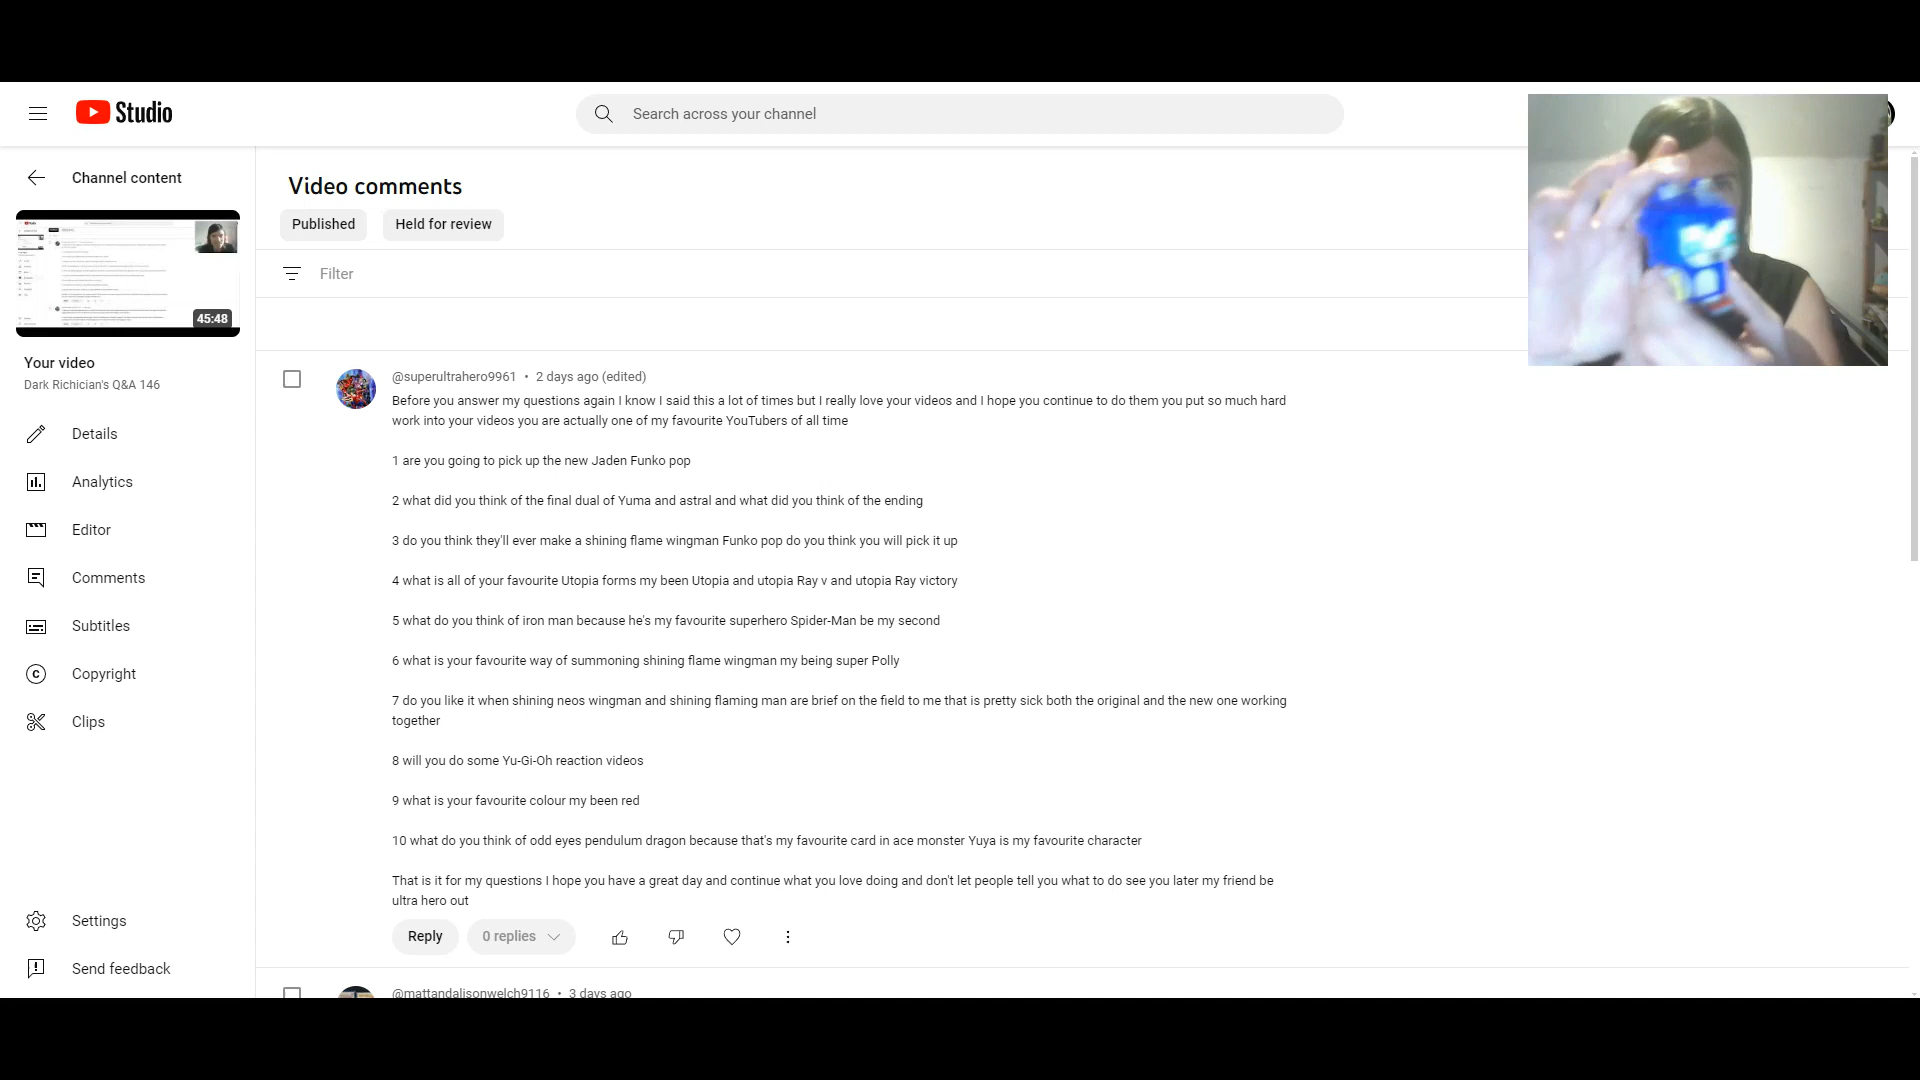 Studio
Search across your channel
Channel content
Video comments
Published
Held for review
Filter
45:48
Your video
Dark Richician's Q&A 146
Details
Analytics
Editor
Comments
Subtitles
Copyright
Clips
Settings
Send feedback
@superultrahero9961 • 2 days ago (edited)
Before you answer my questions again I know I said this a lot of times but I really love your videos and I hope you continue to do them you put so much hard
work into your videos you are actually one of my favourite YouTubers of all time
1 are you going to pick up the new Jaden Funko pop
2 what did you think of the final dual of Yuma and astral and what did you think of the ending
3 do you think they'll ever make a shining flame wingman Funko pop do you think you will pick it up
4 what is all of your favourite Utopia forms my been Utopia and utopia Ray v and utopia Ray victory
5 what do you think of iron man because he's my favourite superhero Spider-Man be my second
6 what is your favourite way of summoning shining flame wingman my being super Polly
7 do you like it when shining neos wingman and shining flaming man are brief on the field to me that is pretty sick both the original and the new one working
together
8 will you do some Yu-Gi-Oh reaction videos
9 what is your favourite colour my been red
10 what do you think of odd eyes pendulum dragon because that's my favourite card in ace monster Yuya is my favourite character
That is it for my questions I hope you have a great day and continue what you love doing and don't let people tell you what to do see you later my friend be
ultra hero out
Reply
0 replies
@mattandalisonwelch9116 • 3 days ago